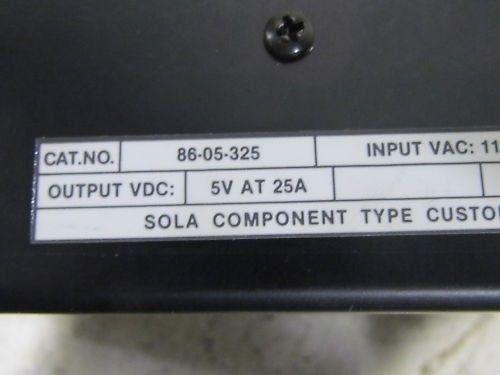 CAT.NO. 86-05-325 INPUT VAC: 11
OUTPUT VDC: 5V AT 25A
SOLA COMPONENT TYPE CUSTO